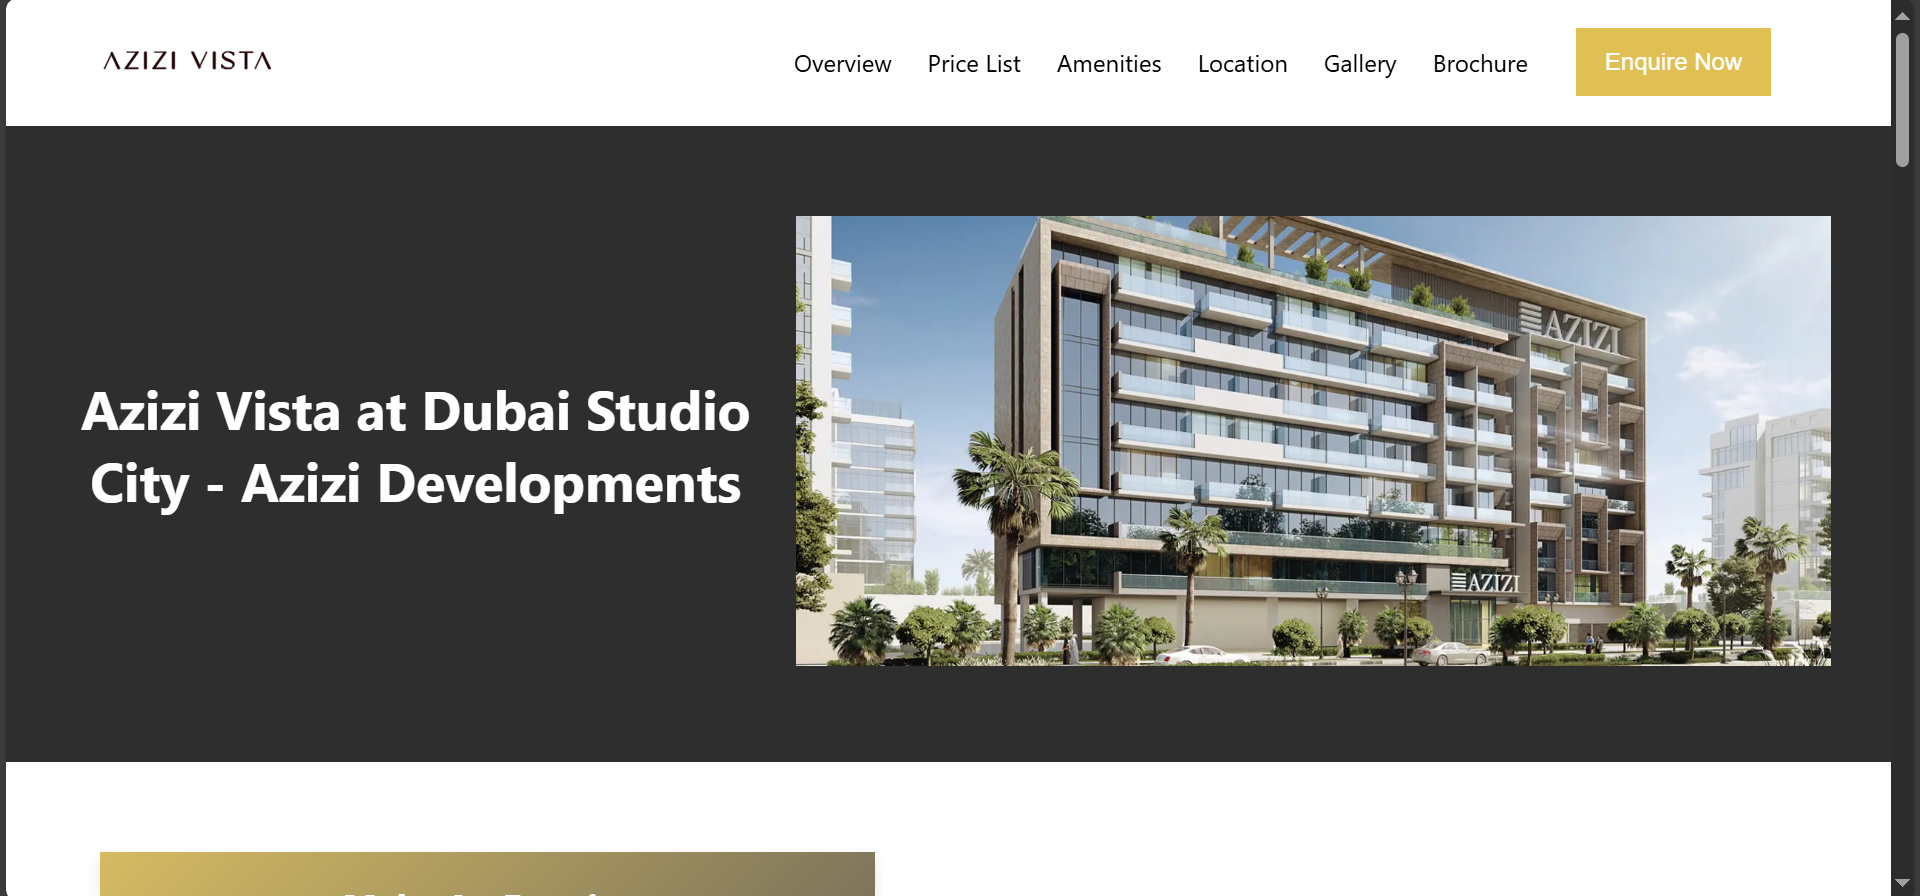 AZIZI VISTA
Overview
Price List
Amenities
Location
Gallery
Brochure
Enquire Now
Azizi Vista at Dubai Studio
City - Azizi Developments
AZIZI
AZIZI